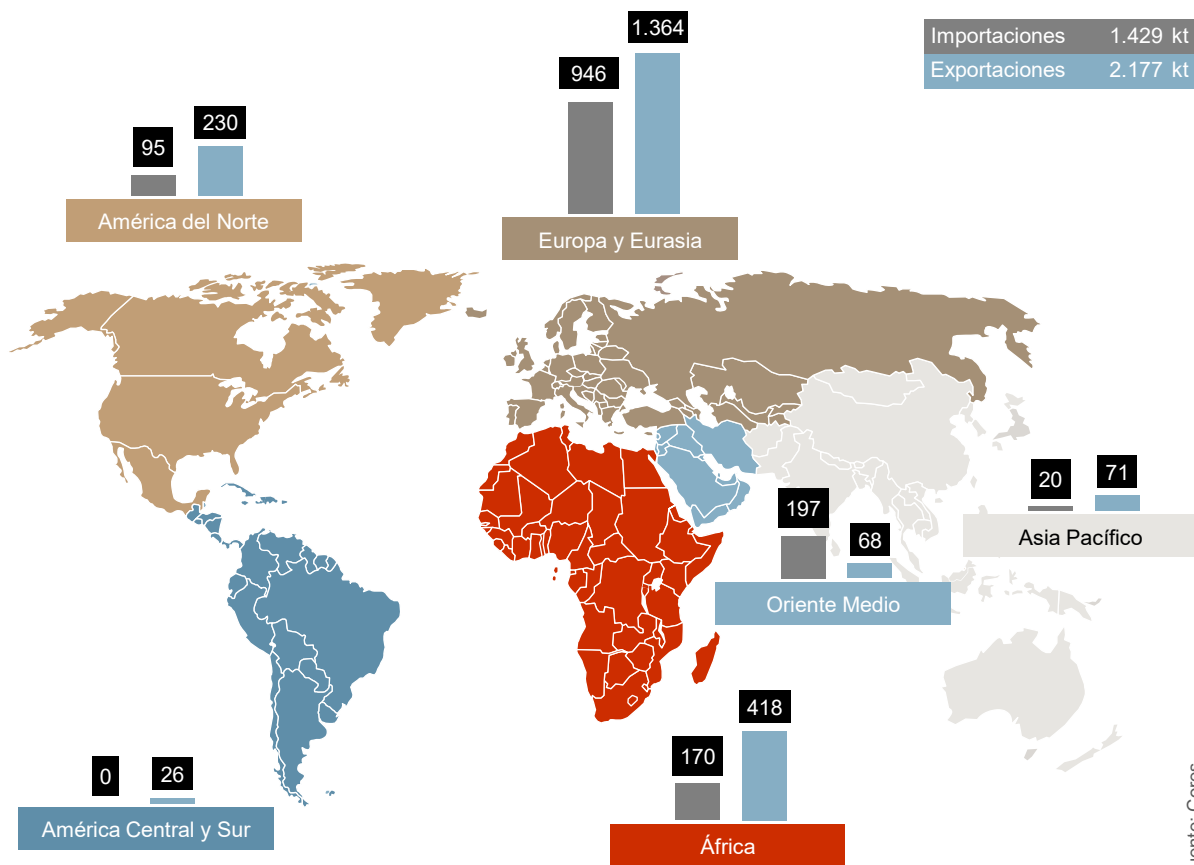 1.364
946
Importaciones 1.429 kt
Exportaciones 2.177 kt
95 230
América del Norte
Europa y Eurasia
20 71
Asia Pacífico
197 68
Oriente Medio
418
170
África
0 26
América Central y Sur